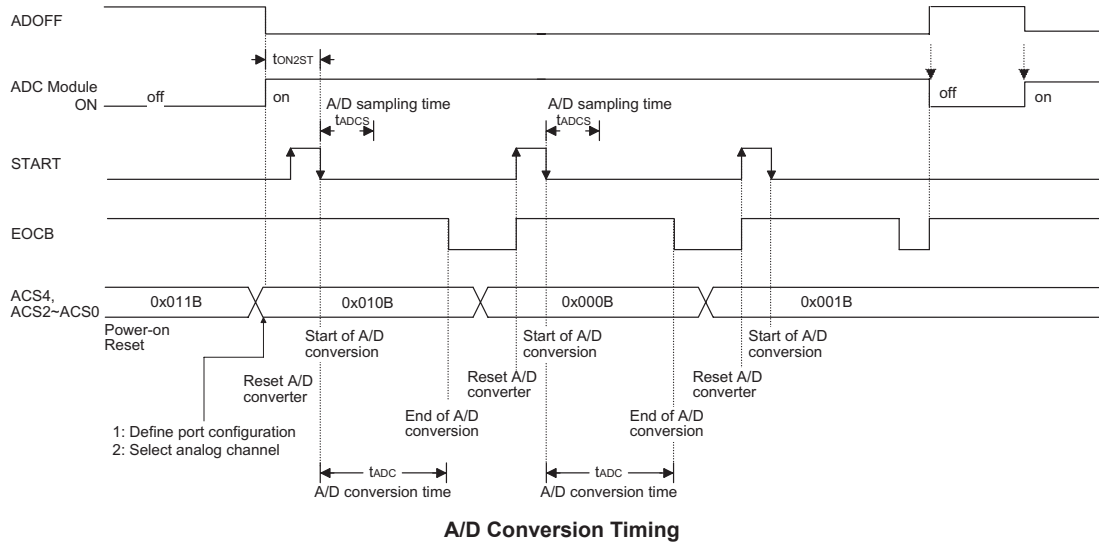 ADOFF
tON2ST
ADC Module
ON
off
on
off
on
A/D sampling time
tADCS
A/D sampling time
tADCS
START
EOCB
ACS4,
ACS2~ACS0
0x011B
0x010B
0x000B
0x001B
Power-on
Reset
Start of A/D
conversion
Start of A/D
conversion
Start of A/D
conversion
Reset A/D
converter
Reset A/D
converter
Reset A/D
converter
End of A/D
conversion
End of A/D
conversion
1: Define port configuration
2: Select analog channel
tADC
A/D conversion time
tADC
A/D conversion time
A/D Conversion Timing